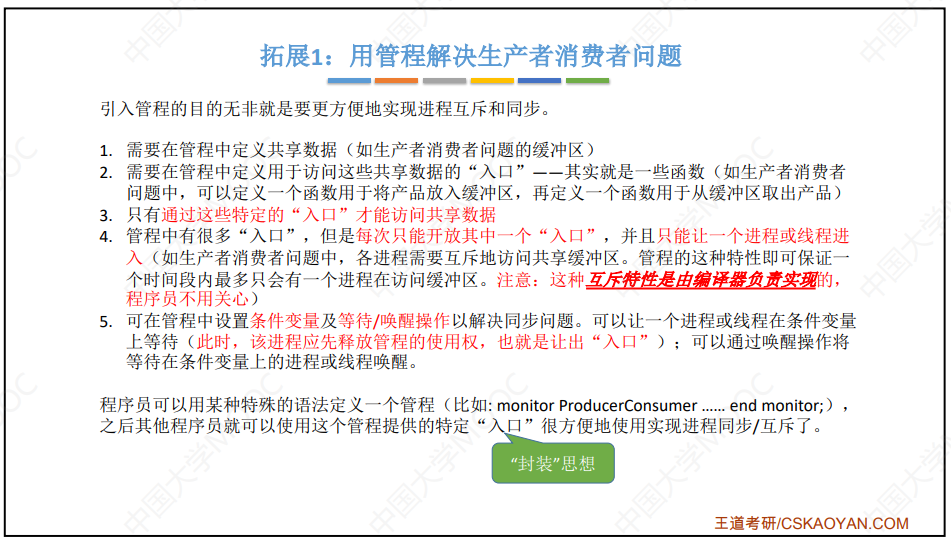 拓展1：用管程解决生产者消费者问题
引入管程的目的无非就是要更方便地实现进程互斥和同步。
1. 需要在管程中定义共享数据（如生产者消费者问题的缓冲区）
2. 需要在管程中定义用于访问这些共享数据的“入口”——其实就是一些函数（如生产者消费者
问题中，可以定义一个函数用于将产品放入缓冲区，再定义一个函数用于从缓冲区取出产品）
3. 只有通过这些特定的“入口”才能访问共享数据
4. 管程中有很多“入口”，但是每次只能开放其中一个“入口”，并且只能让一个进程或线程进
入（如生产者消费者问题中，各进程需要互斥地访问共享缓冲区。管程的这种特性即可保证一
个时间段内最多只会有一个进程在访问缓冲区。注意：这种互斥特性是由编译器负责实现的，
程序员不用关心）
5. 可在管程中设置条件变量及等待/唤醒操作以解决同步问题。可以让一个进程或线程在条件变量
上等待（此时，该进程应先释放管程的使用权，也就是让出“入口”）；可以通过唤醒操作将
等待在条件变量上的进程或线程唤醒。
程序员可以用某种特殊的语法定义一个管程（比如: monitor ProducerConsumer …… end monitor;），
之后其他程序员就可以使用这个管程提供的特定“入口”很方便地使用实现进程同步/互斥了。
“封装”思想
王道考研/CSKAOYAN.COM
中国大学MOOC